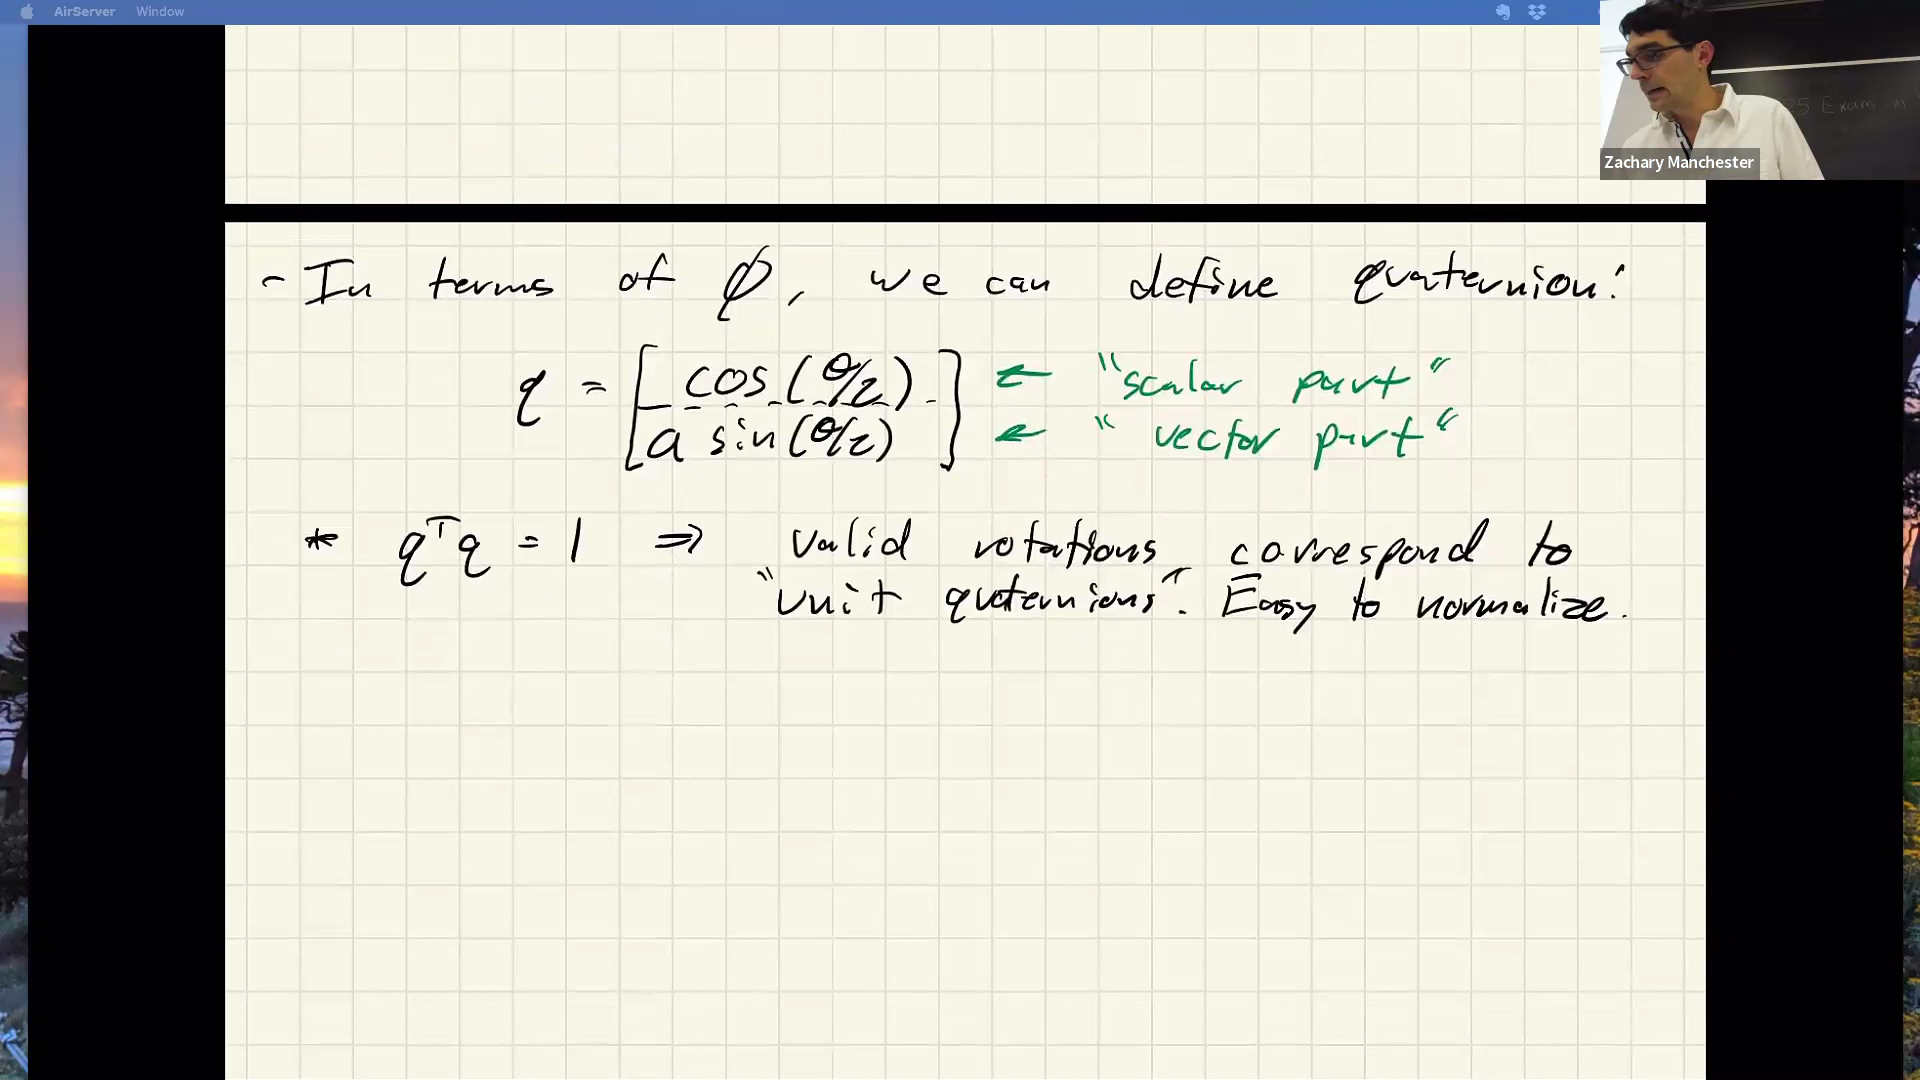 AirServer Window
Zachary Manchester
- In terms of ϕ, we can define quaternion:
q = [cos(θ/2)] ← "scalar part"
[a sin(θ/2)] ← "vector part"
* qᵀq = 1 ⇒ valid rotations correspond to
"unit quaternions". Easy to normalize.